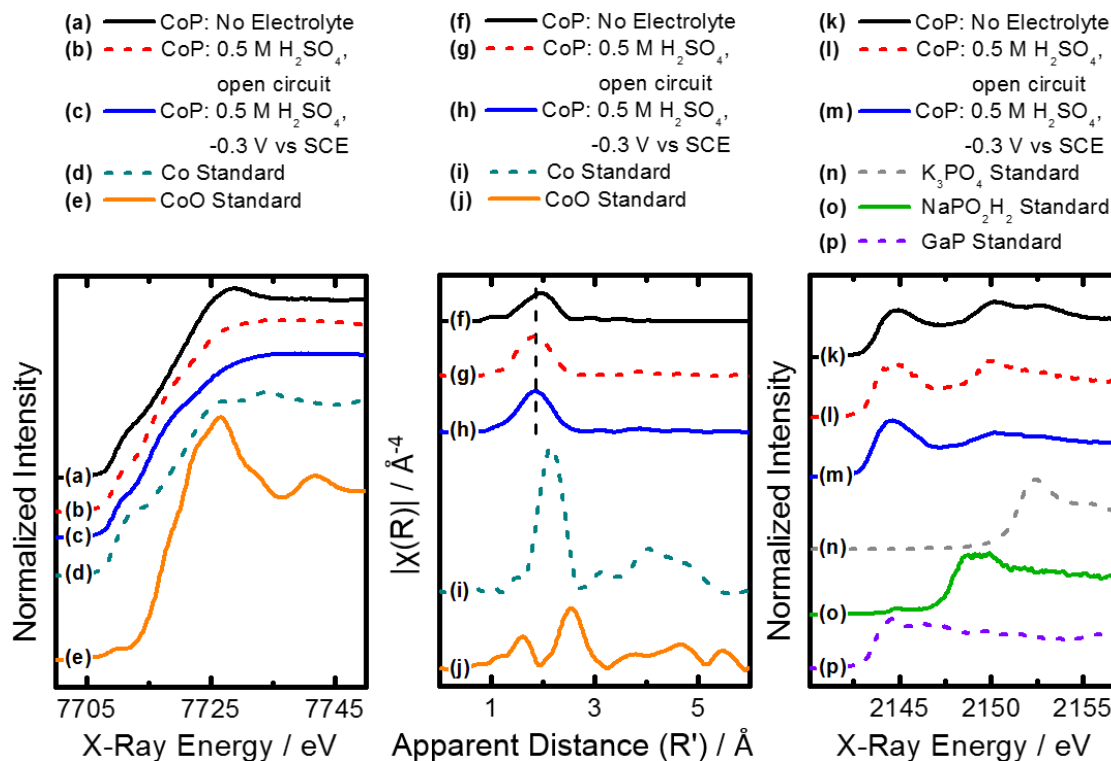 (a) CoP: No Electrolyte
(b) CoP: 0.5 M H₂SO₄,
open circuit
(c) CoP: 0.5 M H₂SO₄,
-0.3 V vs SCE
(d) Co Standard
(e) CoO Standard
(f) CoP: No Electrolyte
(g) CoP: 0.5 M H₂SO₄,
open circuit
(h) CoP: 0.5 M H₂SO₄,
-0.3 V vs SCE
(i) Co Standard
(j) CoO Standard
(k) CoP: No Electrolyte
(l) CoP: 0.5 M H₂SO₄,
open circuit
(m) CoP: 0.5 M H₂SO₄,
-0.3 V vs SCE
(n) K₃PO₄ Standard
(o) NaPO₂H₂ Standard
(p) GaP Standard
Normalized Intensity
(a)
(b)
(c)
(d)
(e)
7705 7725 7745
X-Ray Energy / eV
|χ(R)| / Å⁻⁴
(f)
(g)
(h)
(i)
(j)
1 3 5
Apparent Distance (R') / Å
Normalized Intensity
(k)
(l)
(m)
(n)
(o)
(p)
2145 2150 2155
X-Ray Energy / eV